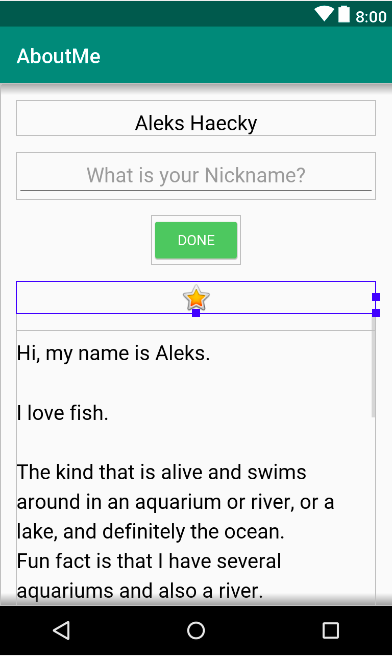 8:00
AboutMe
Aleks Haecky
What is your Nickname?
DONE
Hi, my name is Aleks.
I love fish.
The kind that is alive and swims
around in an aquarium or river, or a
lake, and definitely the ocean.
Fun fact is that I have several
aquariums and also a river.